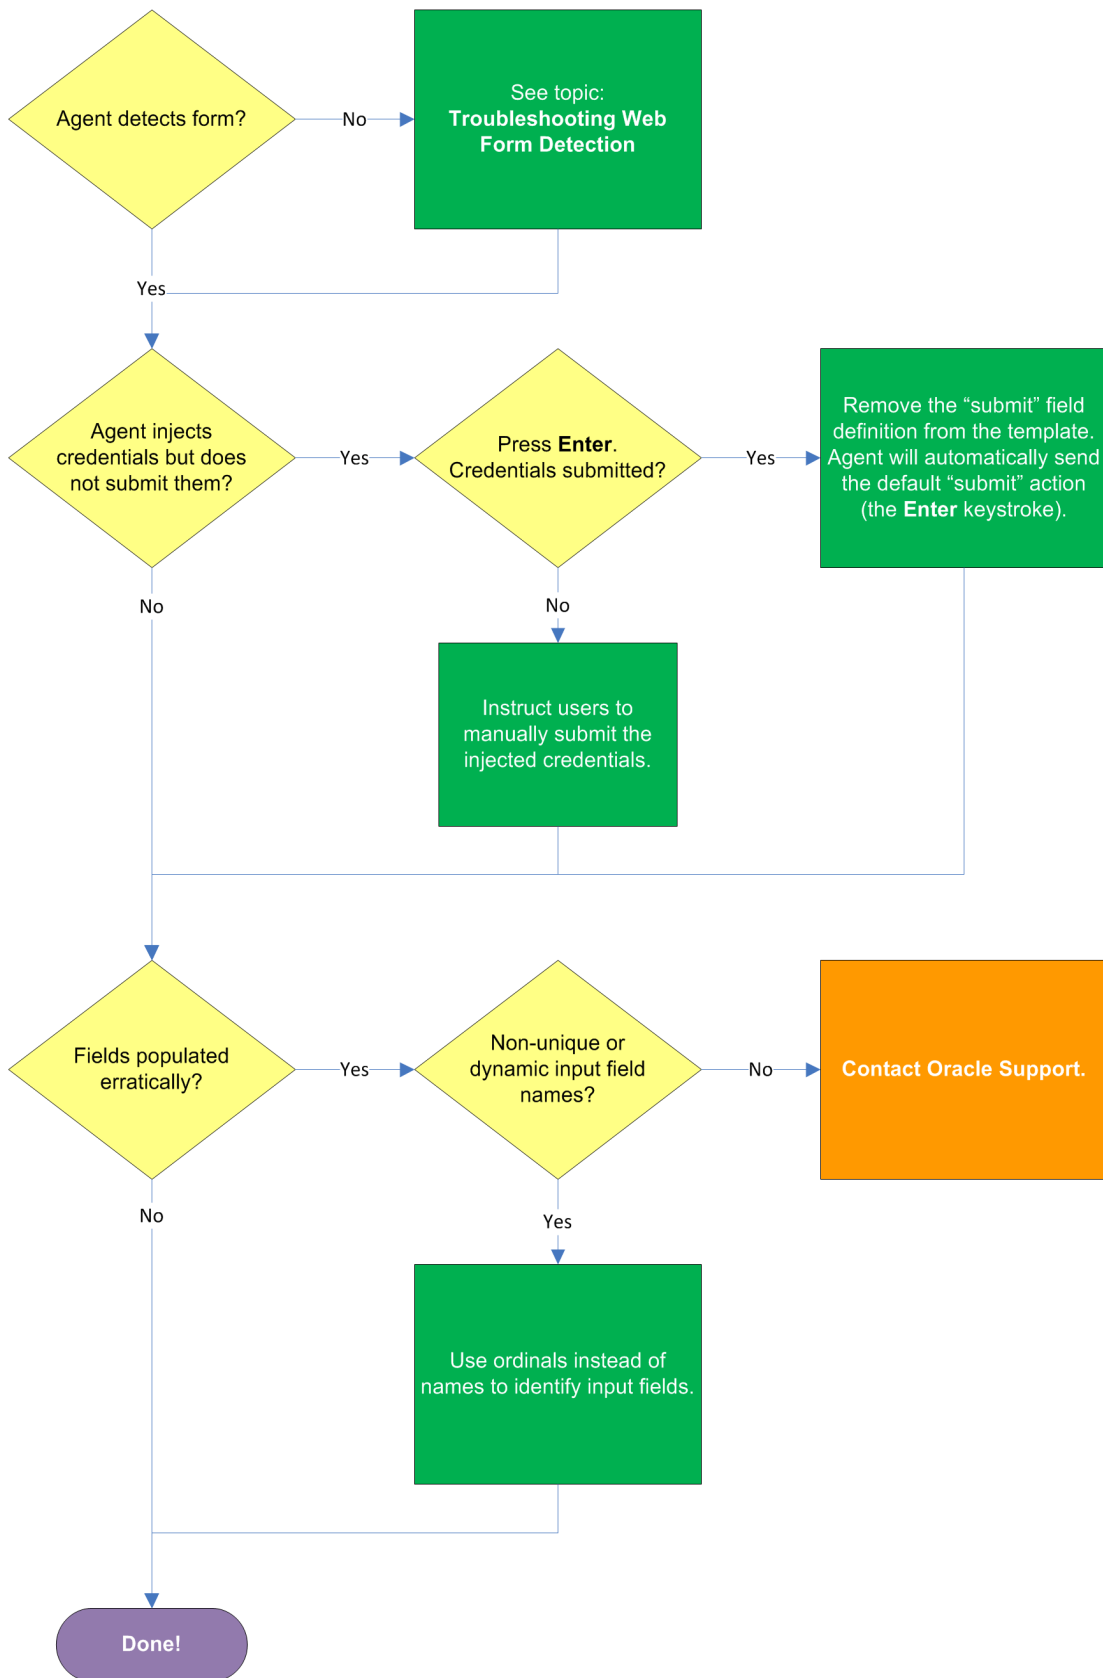 Agent detects form?
No
See topic:
Troubleshooting Web
Form Detection
Yes
Agent injects
credentials but does
not submit them?
Yes
Press Enter.
Credentials submitted?
Yes
Remove the “submit” field
definition from the template.
Agent will automatically send
the default “submit” action
(the Enter keystroke).
No
No
Instruct users to
manually submit the
injected credentials.
Fields populated
erratically?
Yes
Non-unique or
dynamic input field
names?
No
Contact Oracle Support.
No
Yes
Use ordinals instead of
names to identify input fields.
Done!